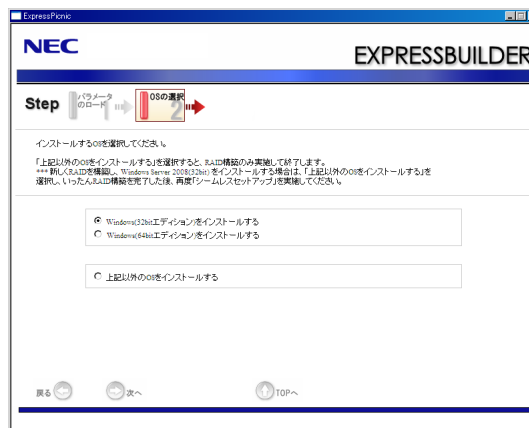 ExpressPicnic
NEC
EXPRESSBUILDER
Step パラメータのロード 1 OSの選択 2
インストールするOSを選択してください。
「上記以外のOSをインストールする」を選択すると、RAID構築のみ実施して終了します。
*** 新しくRAIDを構築し、Windows Server 2008(32bit)をインストールする場合は、「上記以外のOSをインストールする」を
選択し、いったんRAID構築を完了した後、再度「シームレスセットアップ」を実施してください。
Windows(32bitエディション)をインストールする
Windows(64bitエディション)をインストールする
上記以外のOSをインストールする
戻る 次へ TOPへ